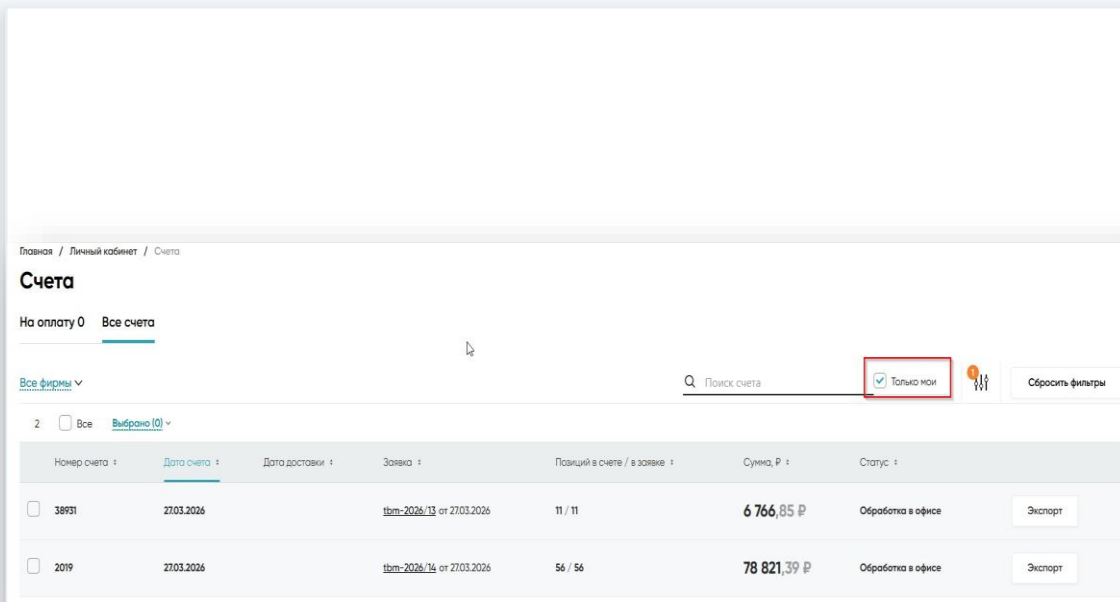 Главная / Личный кабинет / Счета
Счета
На оплату 0 Все счета
Все фирмы Поиск счета Только мои 1 Сбросить фильтры
2 Все Выбрано (0)
Номер счета Дата счета Дата доставки Заявка Позиций в счете / в заявке Сумма, ₽ Статус
38931 27.03.2026 tbm-2026/13 от 27.03.2026 11 / 11 6 766,85 ₽ Обработка в офисе Экспорт
2019 27.03.2026 tbm-2026/14 от 27.03.2026 56 / 56 78 821,39 ₽ Обработка в офисе Экспорт